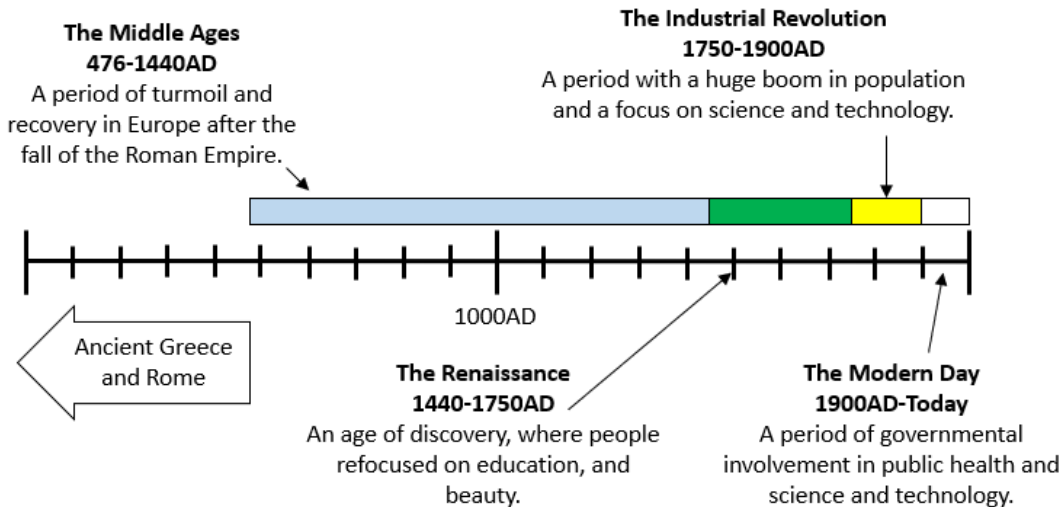 The Middle Ages
476-1440AD
A period of turmoil and
recovery in Europe after the
fall of the Roman Empire.
The Industrial Revolution
1750-1900AD
A period with a huge boom in population
and a focus on science and technology.
1000AD
Ancient Greece
and Rome
The Renaissance
1440-1750AD
An age of discovery, where people
refocused on education, and
beauty.
The Modern Day
1900AD-Today
A period of governmental
involvement in public health and
science and technology.